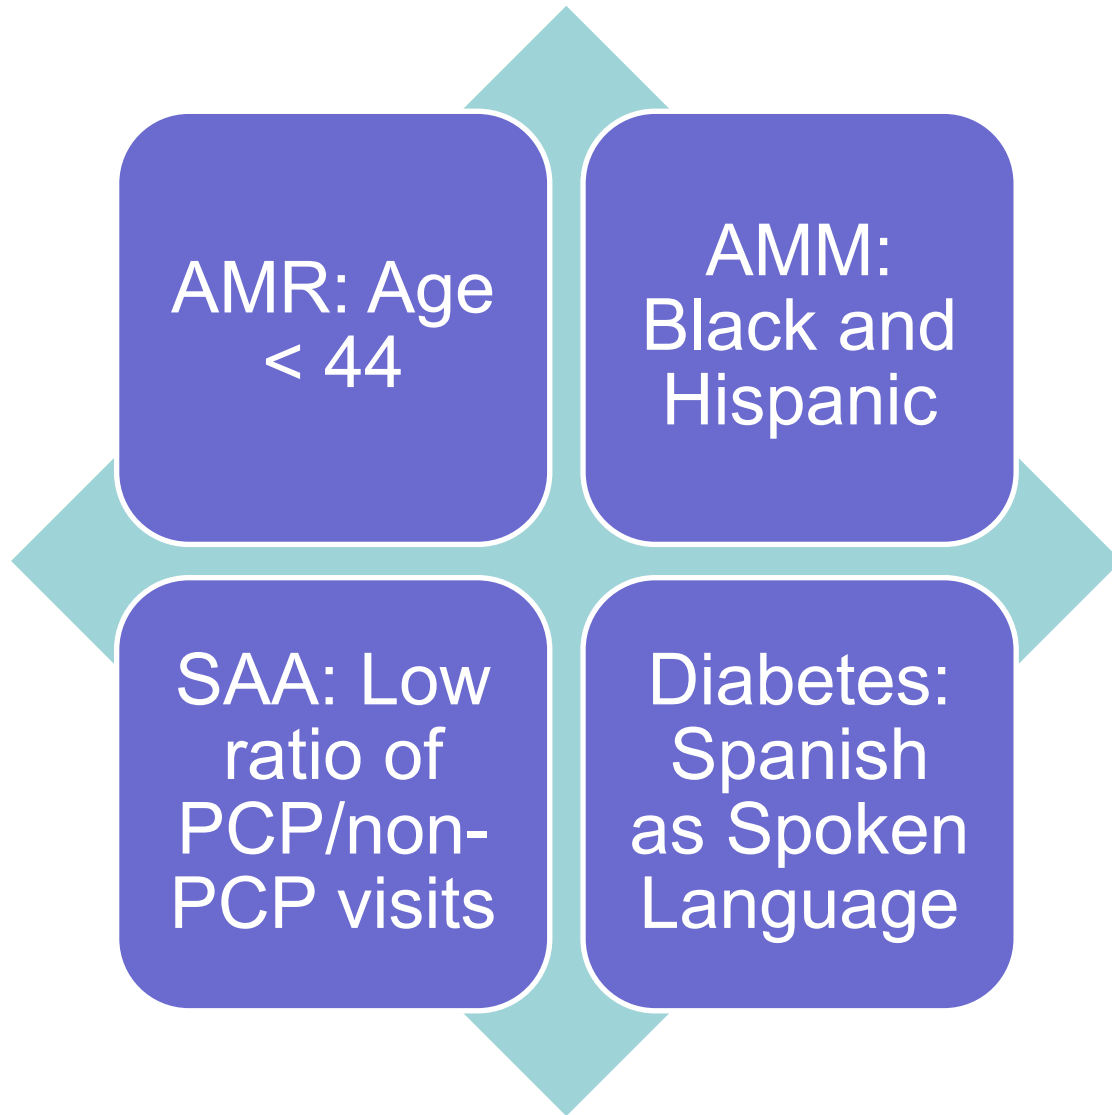 AMR: Age
< 44
AMM:
Black and
Hispanic
SAA: Low
ratio of
PCP/non-
PCP visits
Diabetes:
Spanish
as Spoken
Language